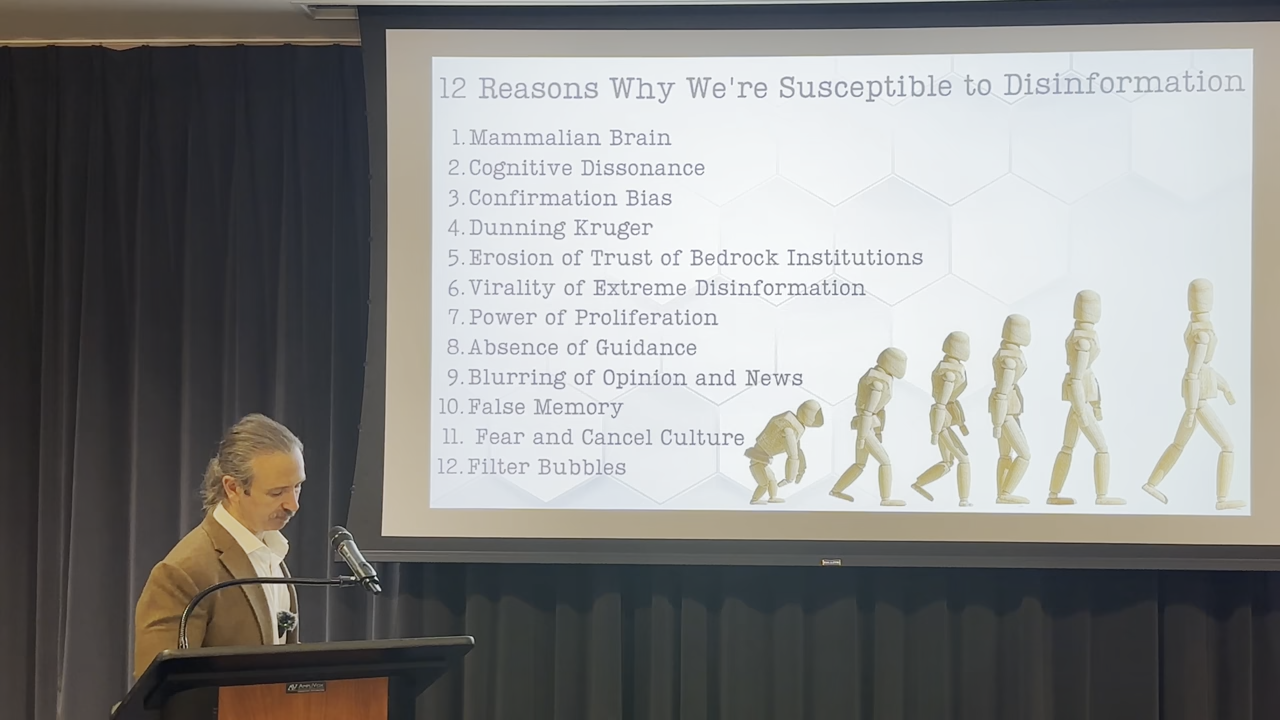 12 Reasons Why We're Susceptible to Disinformation
1. Mammalian Brain
2. Cognitive Dissonance
3. Confirmation Bias
4. Dunning Kruger
5. Erosion of Trust of Bedrock Institutions
6. Virality of Extreme Disinformation
7. Power of Proliferation
8. Absence of Guidance
9. Blurring of Opinion and News
10. False Memory
11. Fear and Cancel Culture
12. Filter Bubbles